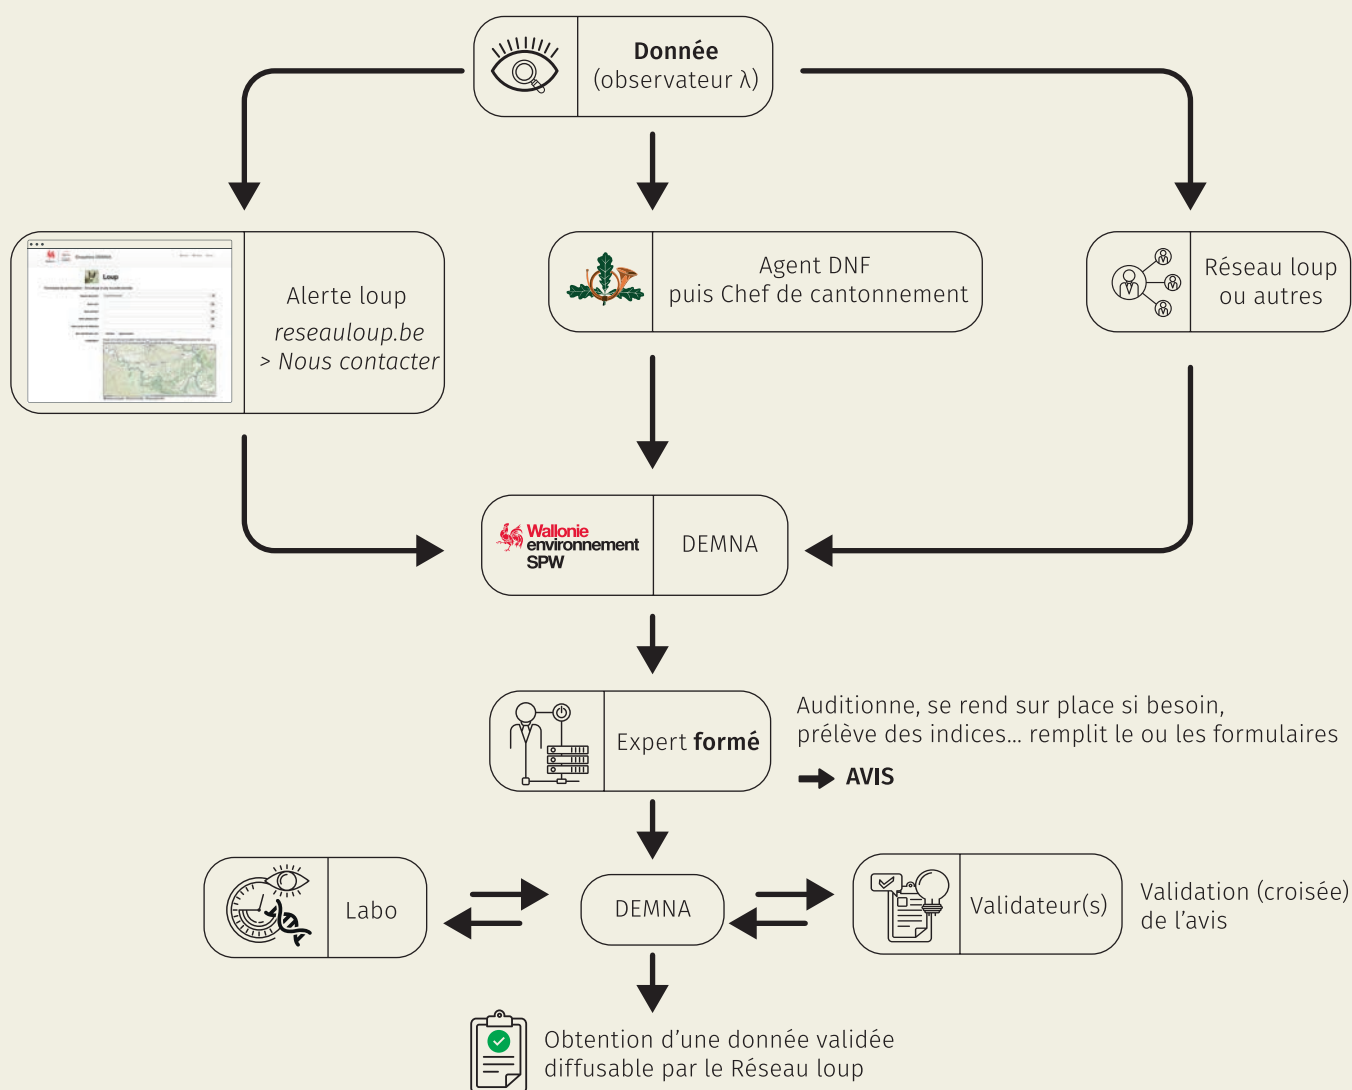 Donnée
(observateur λ)
Loup
Alerte loup
reseauloup.be
> Nous contacter
Agent DNF
puis Chef de cantonnement
Réseau loup
ou autres
Wallonie
environnement
SPW
DEMNA
Expert formé
Auditionne, se rend sur place si besoin,
prélève des indices... remplit le ou les formulaires
AVIS
Labo
DEMNA
Validateur(s)
Validation (croisée)
de l’avis
Obtention d’une donnée validée
diffusable par le Réseau loup